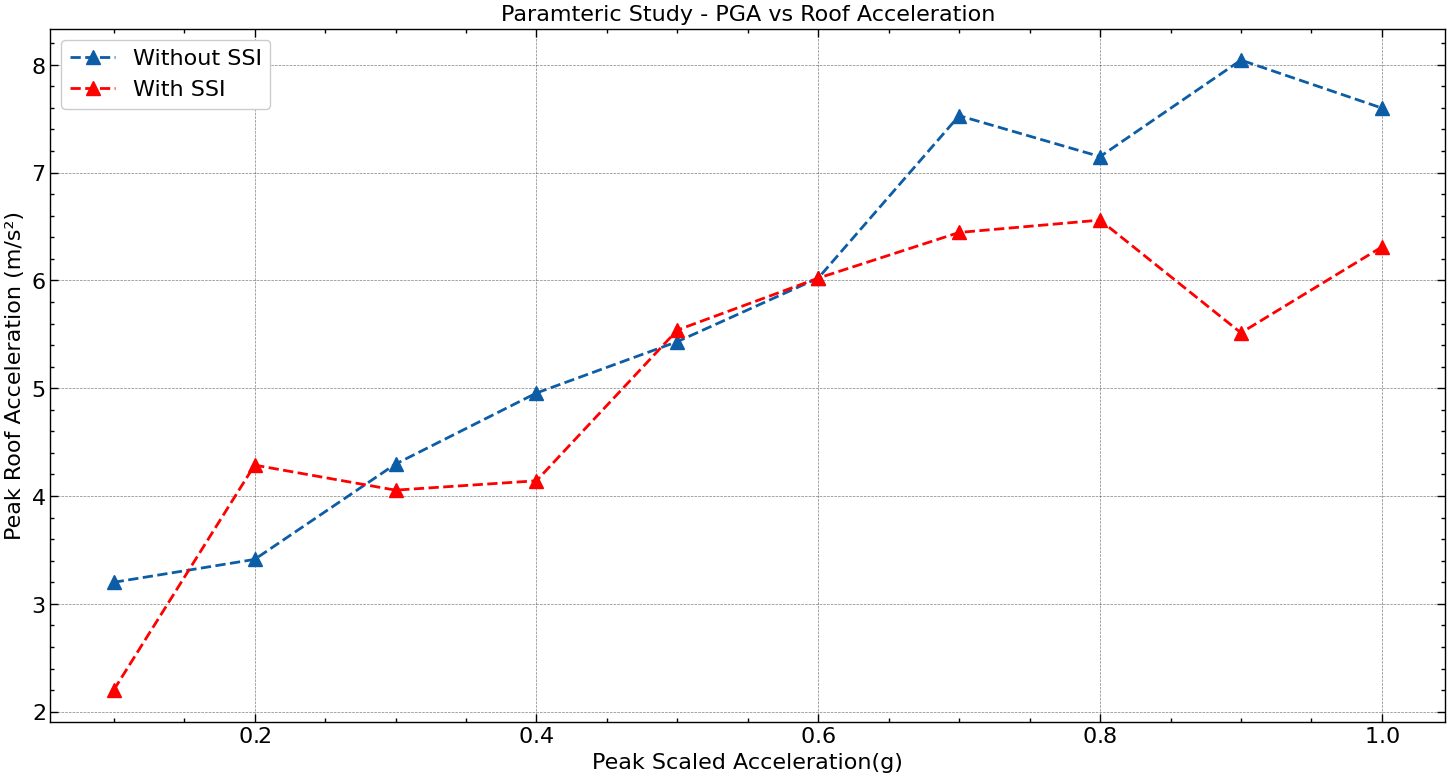 Paramteric Study - PGA vs Roof Acceleration
Without SSI
With SSI
8
7
6
5
4
3
2
Peak Roof Acceleration (m/s²)
0.2 0.4 0.6 0.8 1.0
Peak Scaled Acceleration(g)